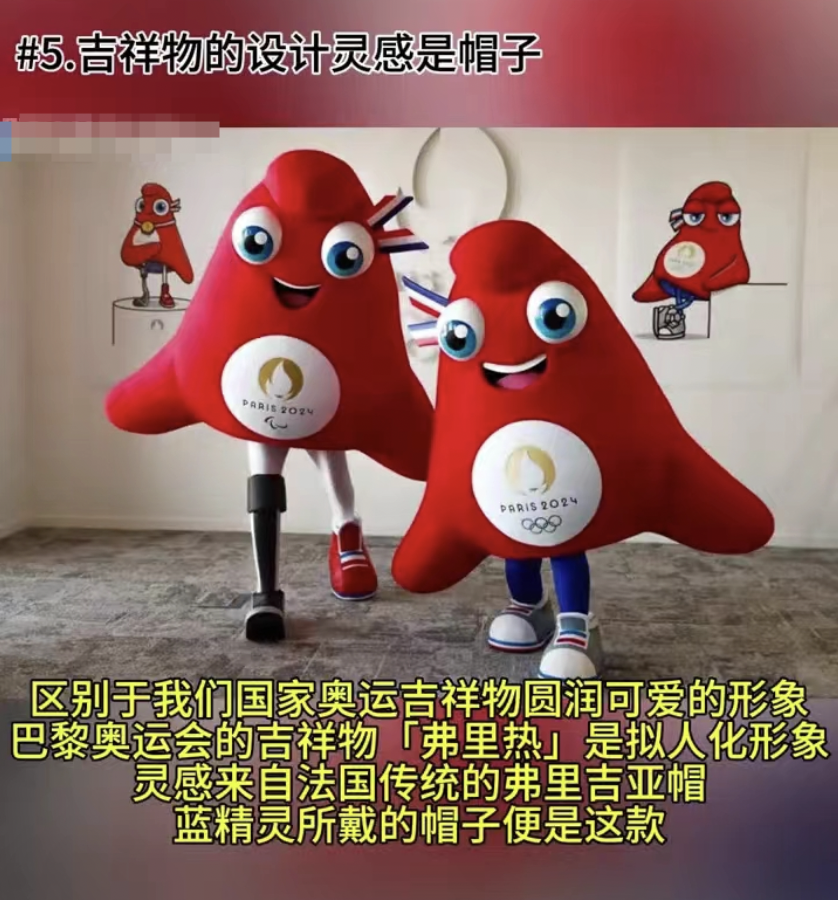 #5.吉祥物的设计灵感是帽子
PARIS 2024
PARIS 2024
区别于我们国家奥运吉祥物圆润可爱的形象
巴黎奥运会的吉祥物「弗里热」是拟人化形象
灵感来自法国传统的弗里吉亚帽
蓝精灵所戴的帽子便是这款